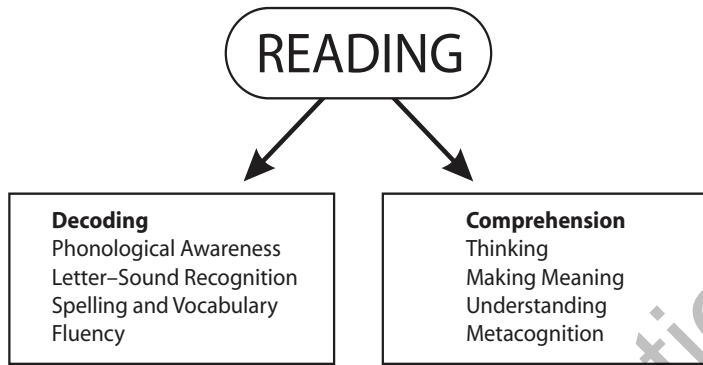 READING
Decoding
Phonological Awareness
Letter–Sound Recognition
Spelling and Vocabulary
Fluency
Comprehension
Thinking
Making Meaning
Understanding
Metacognition